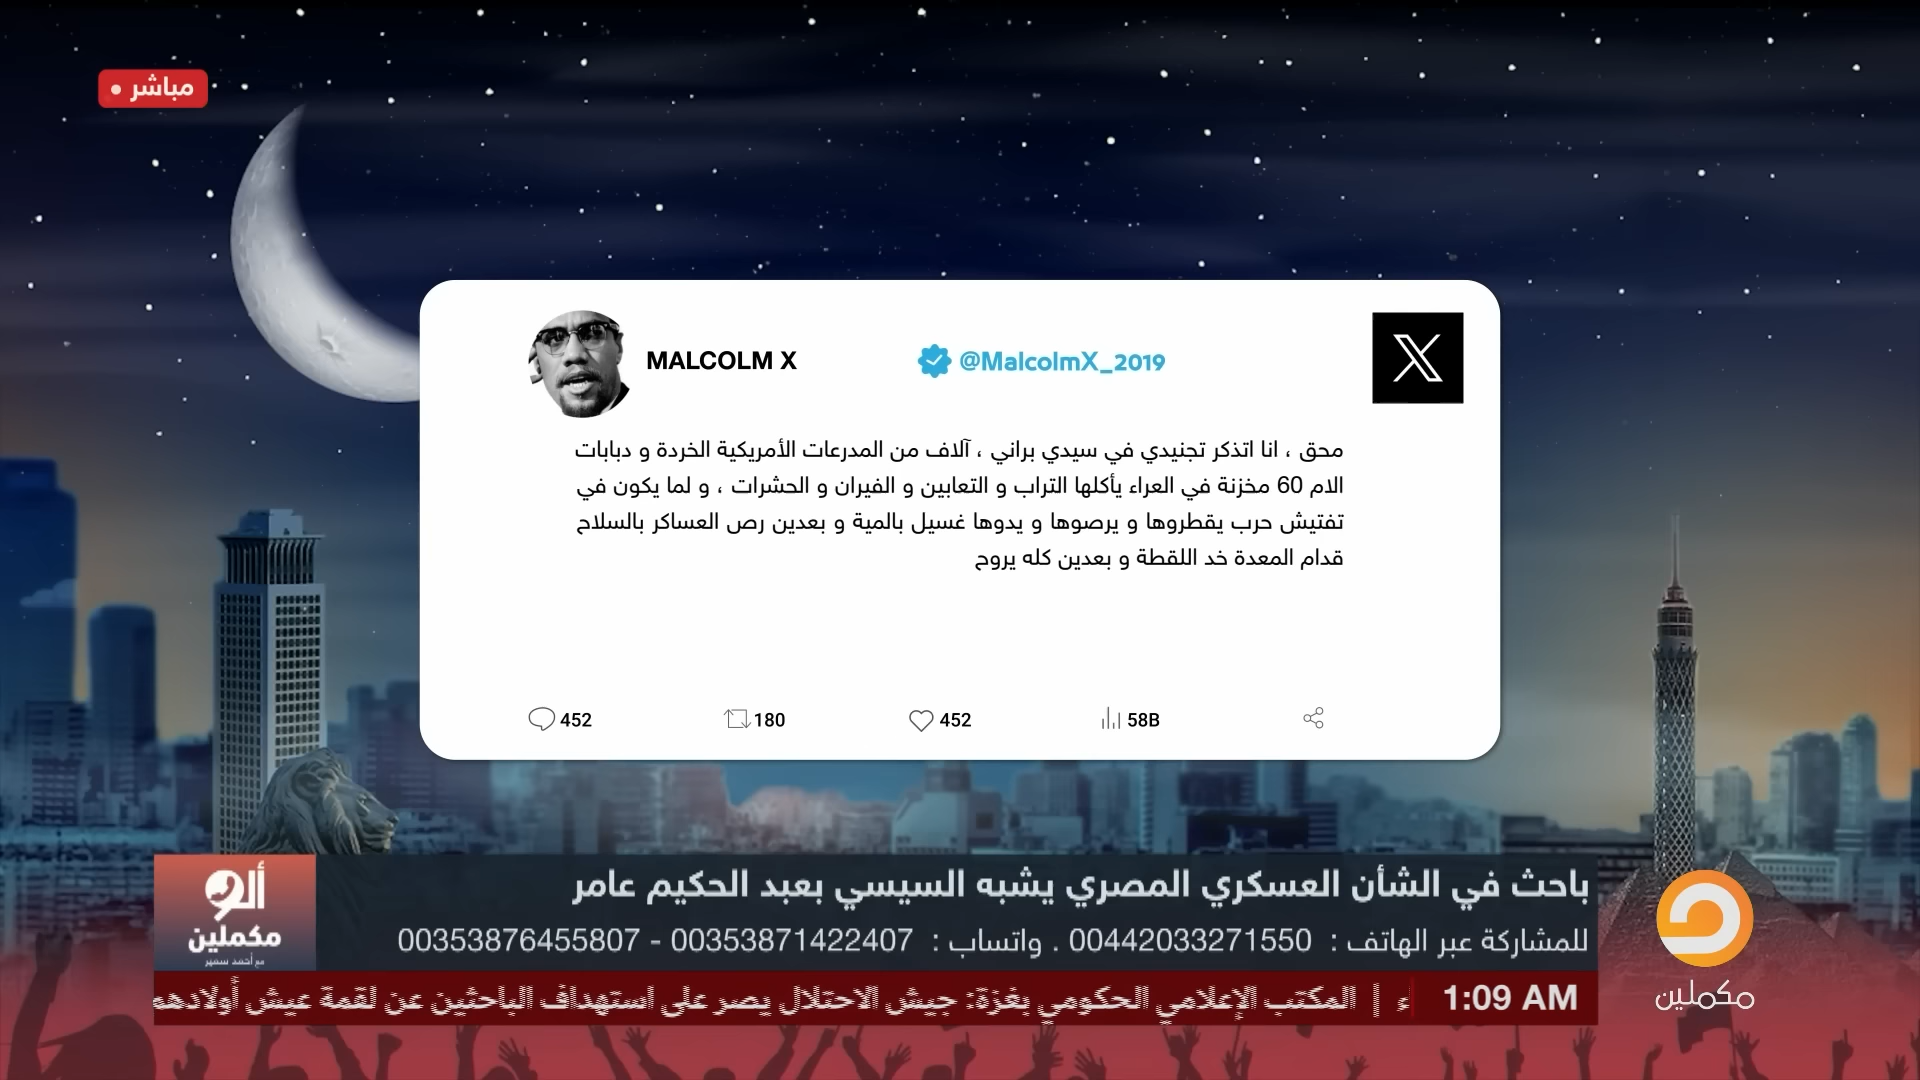 مباشر
MALCOLM X
@MalcolmX_2019
محق ، انا اتذكر تجنيدي في سيدي براني ، آلاف من المدرعات الأمريكية الخردة و دبابات
الام 60 مخزنة في العراء يأكلها التراب و التعابين و الفيران و الحشرات ، و لما يكون في
تفتيش حرب يقطروها و يرصوها و يدوها غسيل بالمية و بعدين رص العساكر بالسلاح
قدام المعدة خد اللقطة و بعدين كله يروح
452
180
452
58B
باحث في الشأن العسكري المصري يشبه السيسي بعبد الحكيم عامر
للمشاركة عبر الهاتف : 00442033271550 . واتساب : 00353871422407 - 00353876455807
ألو
مكملين
مع أحمد سمير
1:09 AM
ء | المكتب الإعلامي الحكومي بغزة: جيش الاحتلال يصر على استهداف الباحثين عن لقمة عيش أولادهم
مكملين